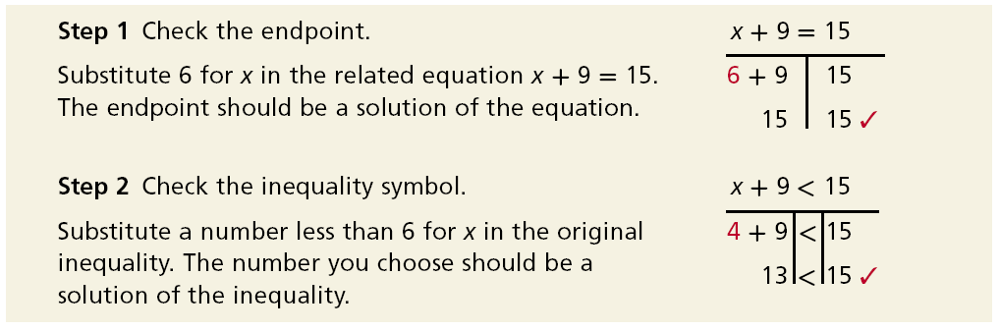 Step 1 Check the endpoint.
Substitute 6 for x in the related equation x + 9 = 15.
The endpoint should be a solution of the equation.
x + 9 = 15
6 + 9 15
15 15 ✓
Step 2 Check the inequality symbol.
Substitute a number less than 6 for x in the original
inequality. The number you choose should be a
solution of the inequality.
x + 9 < 15
4 + 9 < 15
13 < 15 ✓